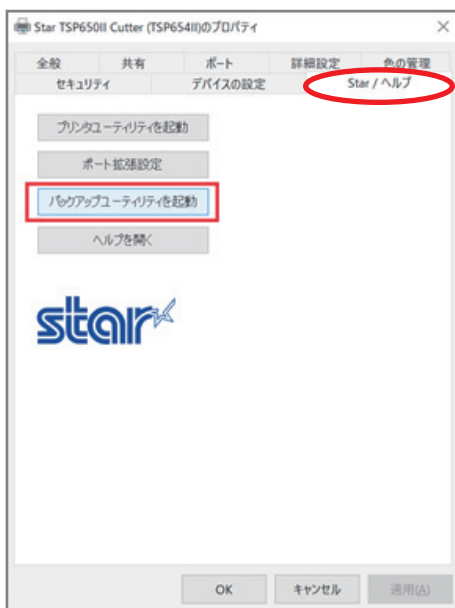 Star TSP650II Cutter (TSP654II)のプロパティ
全般 共有 ポート 詳細設定 色の管理
セキュリティ デバイスの設定 Star / ヘルプ
プリンタユーティリティを起動
ポート拡張設定
バックアップユーティリティを起動
ヘルプを開く
star
OK キャンセル 適用(A)